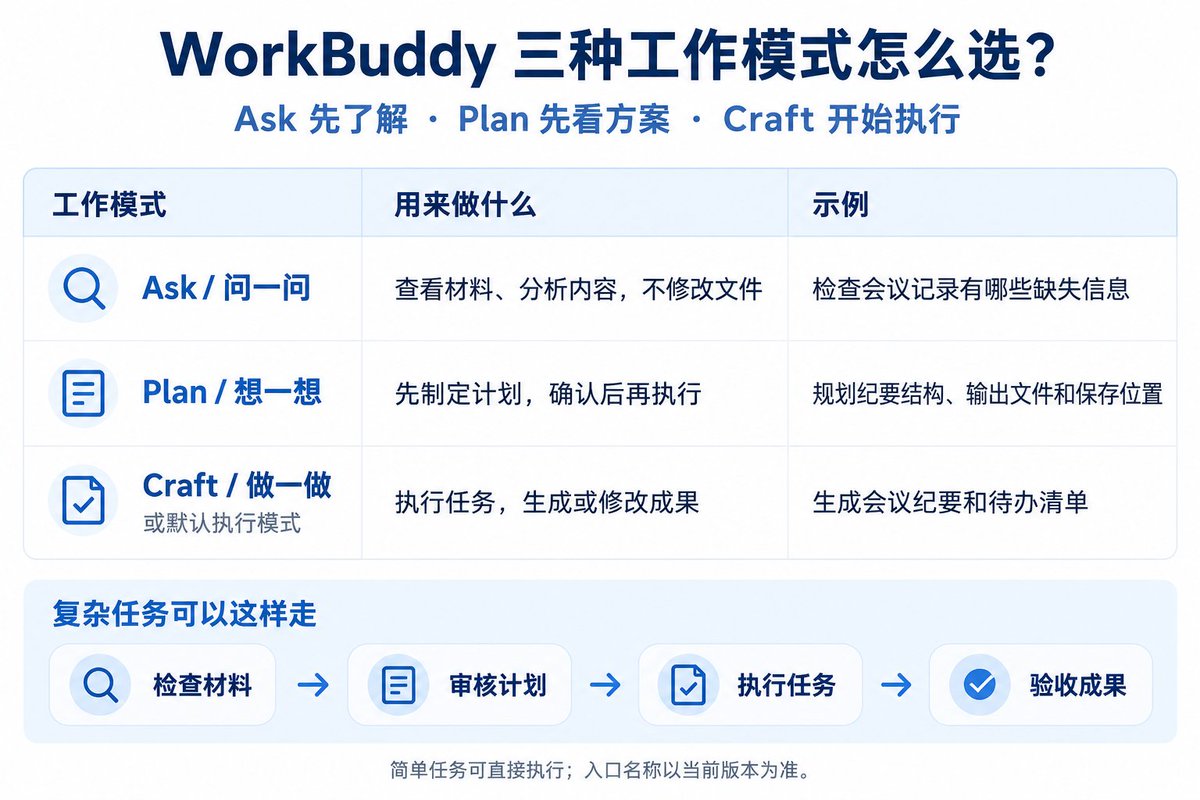 WorkBuddy 三种工作模式怎么选？
Ask 先了解 · Plan 先看方案 · Craft 开始执行
工作模式
用来做什么
示例
Ask / 问一问
查看材料、分析内容，不修改文件
检查会议记录有哪些缺失信息
Plan / 想一想
先制定计划，确认后再执行
规划纪要结构、输出文件和保存位置
Craft / 做一做
或默认执行模式
执行任务，生成或修改成果
生成会议纪要和待办清单
复杂任务可以这样走
检查材料
审核计划
执行任务
验收成果
简单任务可直接执行；入口名称以当前版本为准。